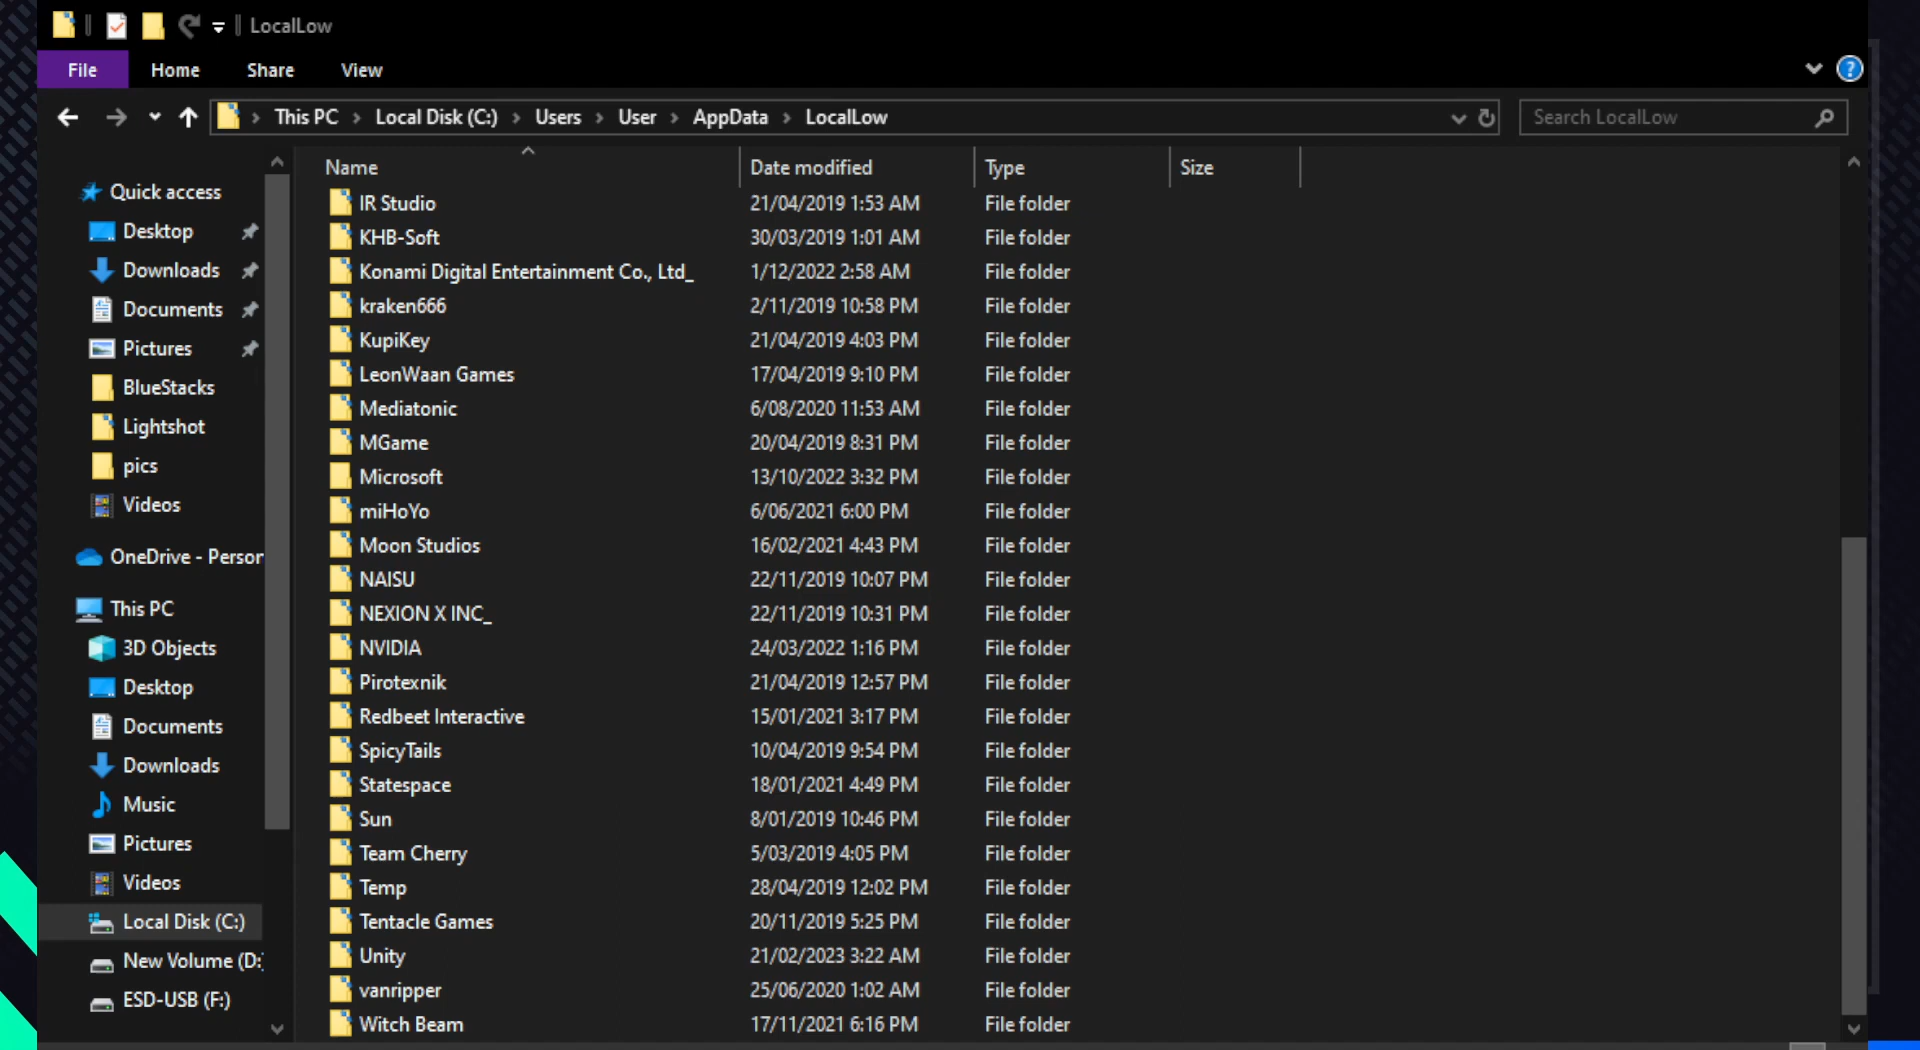 LocalLow
File Home Share View
This PC Local Disk (C:) Users User AppData LocalLow Search LocalLow
Quick access
Desktop
Downloads
Documents
Pictures
BlueStacks
Lightshot
pics
Videos
OneDrive - Person
This PC
3D Objects
Desktop
Documents
Downloads
Music
Pictures
Videos
Local Disk (C:)
New Volume (D:)
ESD-USB (F:)
Name Date modified Type Size
IR Studio 21/04/2019 1:53 AM File folder
KHB-Soft 30/03/2019 1:01 AM File folder
Konami Digital Entertainment Co., Ltd_ 1/12/2022 2:58 AM File folder
kraken666 2/11/2019 10:58 PM File folder
KupiKey 21/04/2019 4:03 PM File folder
LeonWaan Games 17/04/2019 9:10 PM File folder
Mediatonic 6/08/2020 11:53 AM File folder
MGame 20/04/2019 8:31 PM File folder
Microsoft 13/10/2022 3:32 PM File folder
miHoYo 6/06/2021 6:00 PM File folder
Moon Studios 16/02/2021 4:43 PM File folder
NAISU 22/11/2019 10:07 PM File folder
NEXION X INC_ 22/11/2019 10:31 PM File folder
NVIDIA 24/03/2022 1:16 PM File folder
Pirotexnik 21/04/2019 12:57 PM File folder
Redbeet Interactive 15/01/2021 3:17 PM File folder
SpicyTails 10/04/2019 9:54 PM File folder
Statespace 18/01/2021 4:49 PM File folder
Sun 8/01/2019 10:46 PM File folder
Team Cherry 5/03/2019 4:05 PM File folder
Temp 28/04/2019 12:02 PM File folder
Tentacle Games 20/11/2019 5:25 PM File folder
Unity 21/02/2023 3:22 AM File folder
vanripper 25/06/2020 1:02 AM File folder
Witch Beam 17/11/2021 6:16 PM File folder